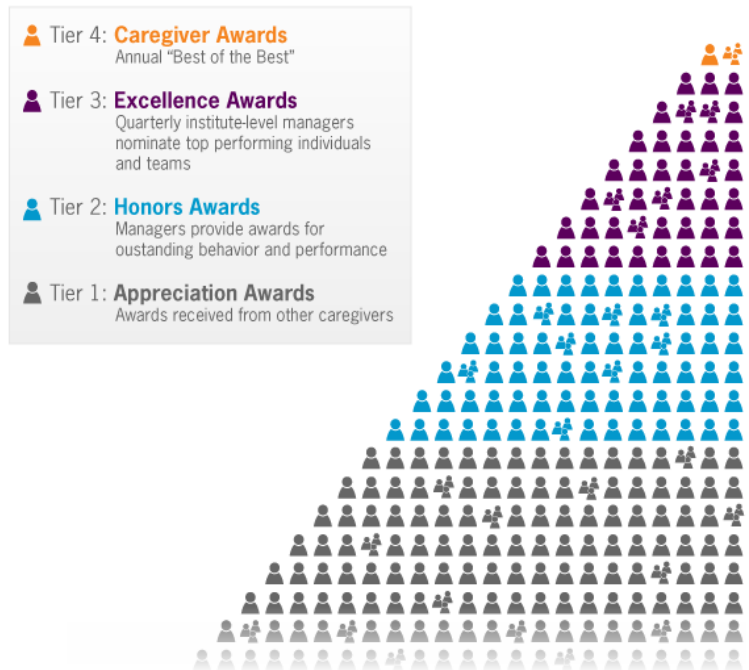 Tier 4: Caregiver Awards
Annual “Best of the Best”
Tier 3: Excellence Awards
Quarterly institute-level managers
nominate top performing individuals
and teams
Tier 2: Honors Awards
Managers provide awards for
oustanding behavior and performance
Tier 1: Appreciation Awards
Awards received from other caregivers